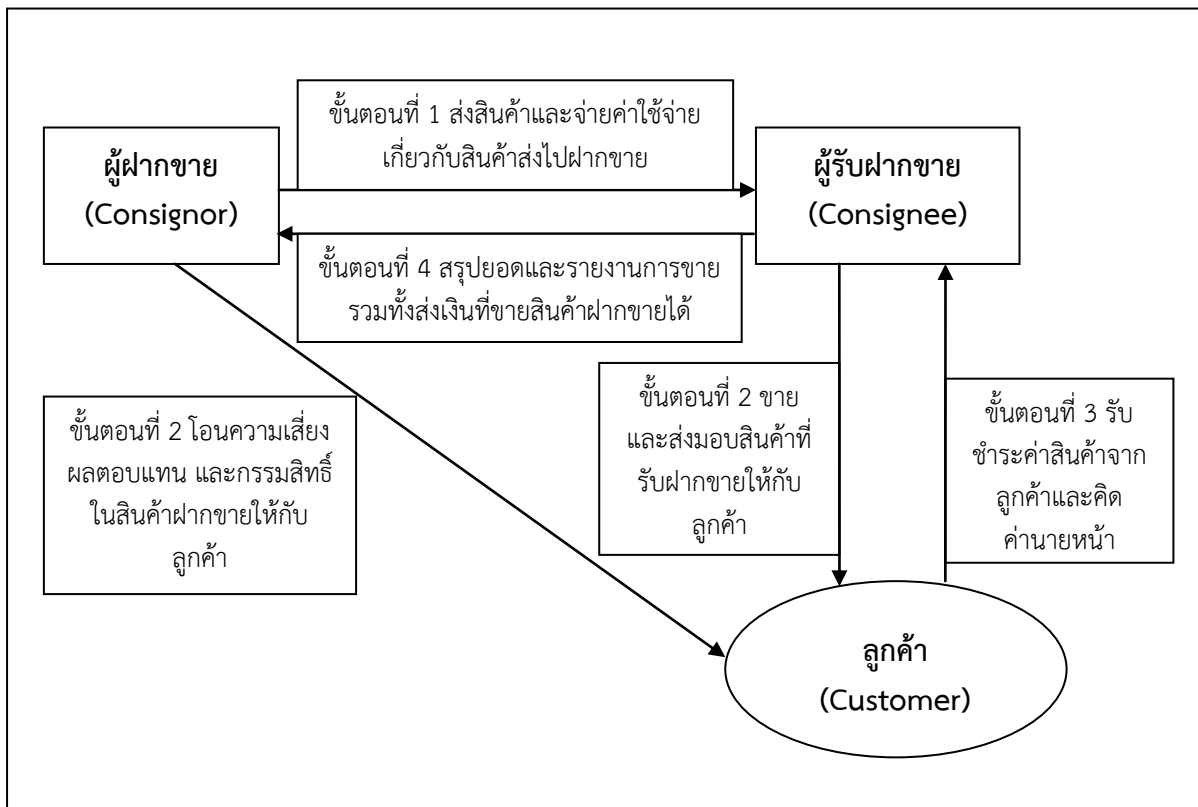 ขั้นตอนที่ 1 ส่งสินค้าและจ่ายค่าใช้จ่าย
เกี่ยวกับสินค้าส่งไปฝากขาย
ผู้ฝากขาย
(Consignor)
ผู้รับฝากขาย
(Consignee)
ขั้นตอนที่ 4 สรุปยอดและรายงานการขาย
รวมทั้งส่งเงินที่ขายสินค้าฝากขายได้
ขั้นตอนที่ 2 โอนความเสี่ยง
ผลตอบแทน และกรรมสิทธิ์
ในสินค้าฝากขายให้กับ
ลูกค้า
ขั้นตอนที่ 2 ขาย
และส่งมอบสินค้าที่
รับฝากขายให้กับ
ลูกค้า
ขั้นตอนที่ 3 รับ
ชำระค่าสินค้าจาก
ลูกค้าและคิด
ค่านายหน้า
ลูกค้า
(Customer)